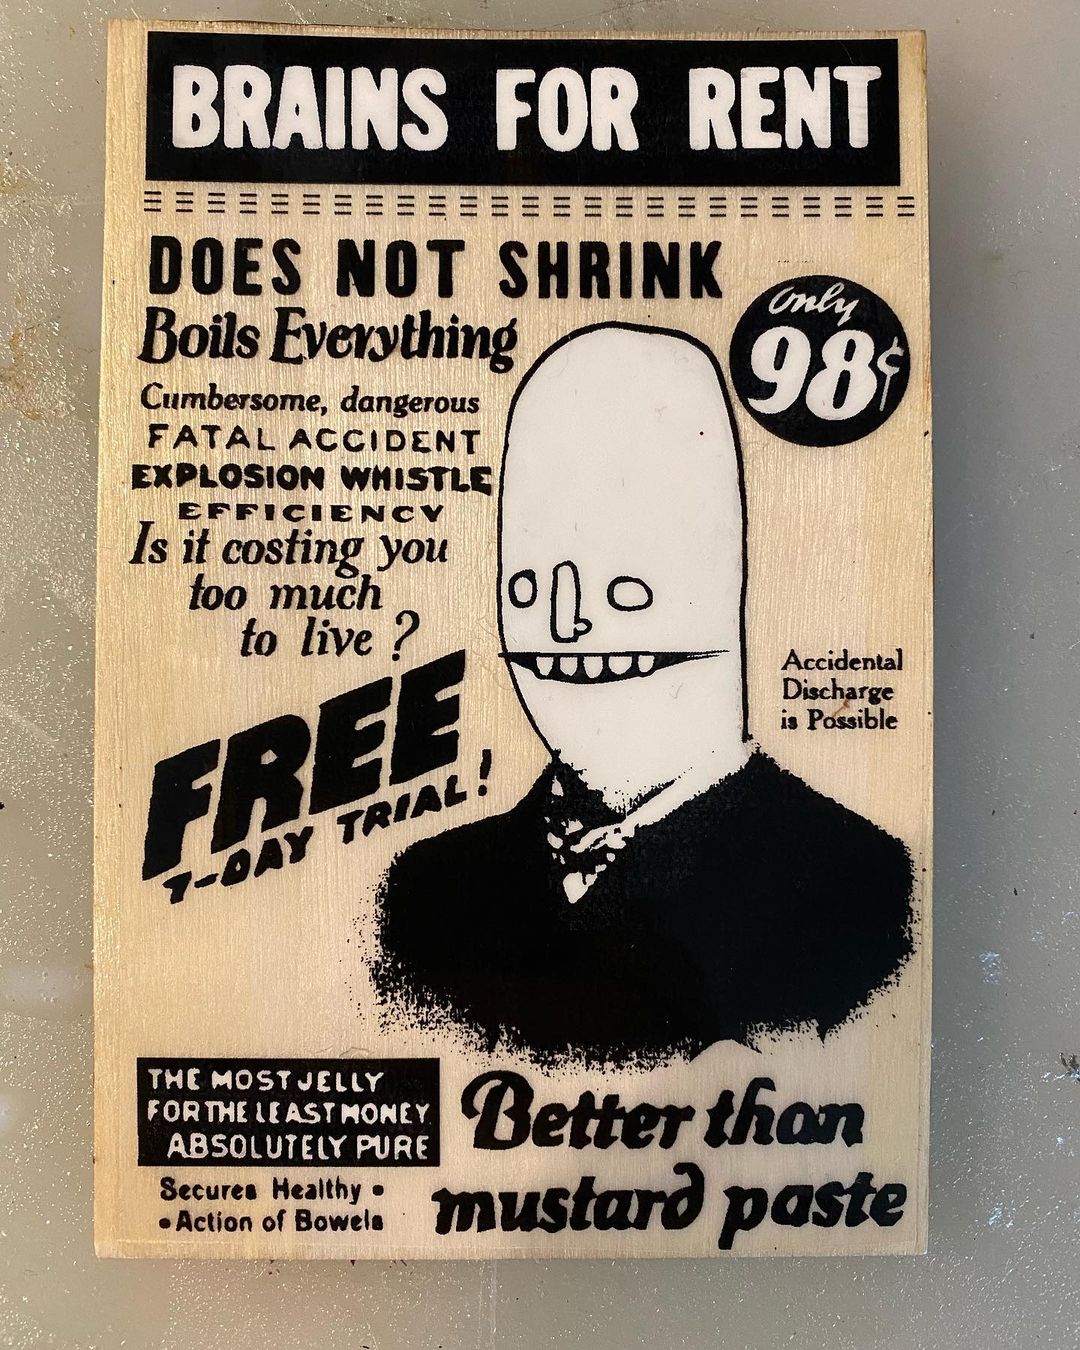 BRAINS FOR RENT
DOES NOT SHRINK
Boils Everything
Only
98¢
Cumbersome, dangerous
FATAL ACCIDENT
EXPLOSION WHISTLE
EFFICIENCY
Is it costing you
too much
to live?
FREE
7-DAY TRIAL!
Accidental
Discharge
is Possible
THE MOST JELLY
FOR THE LEAST MONEY
ABSOLUTELY PURE
Secures Healthy •
• Action of Bowels
Better than
mustard paste